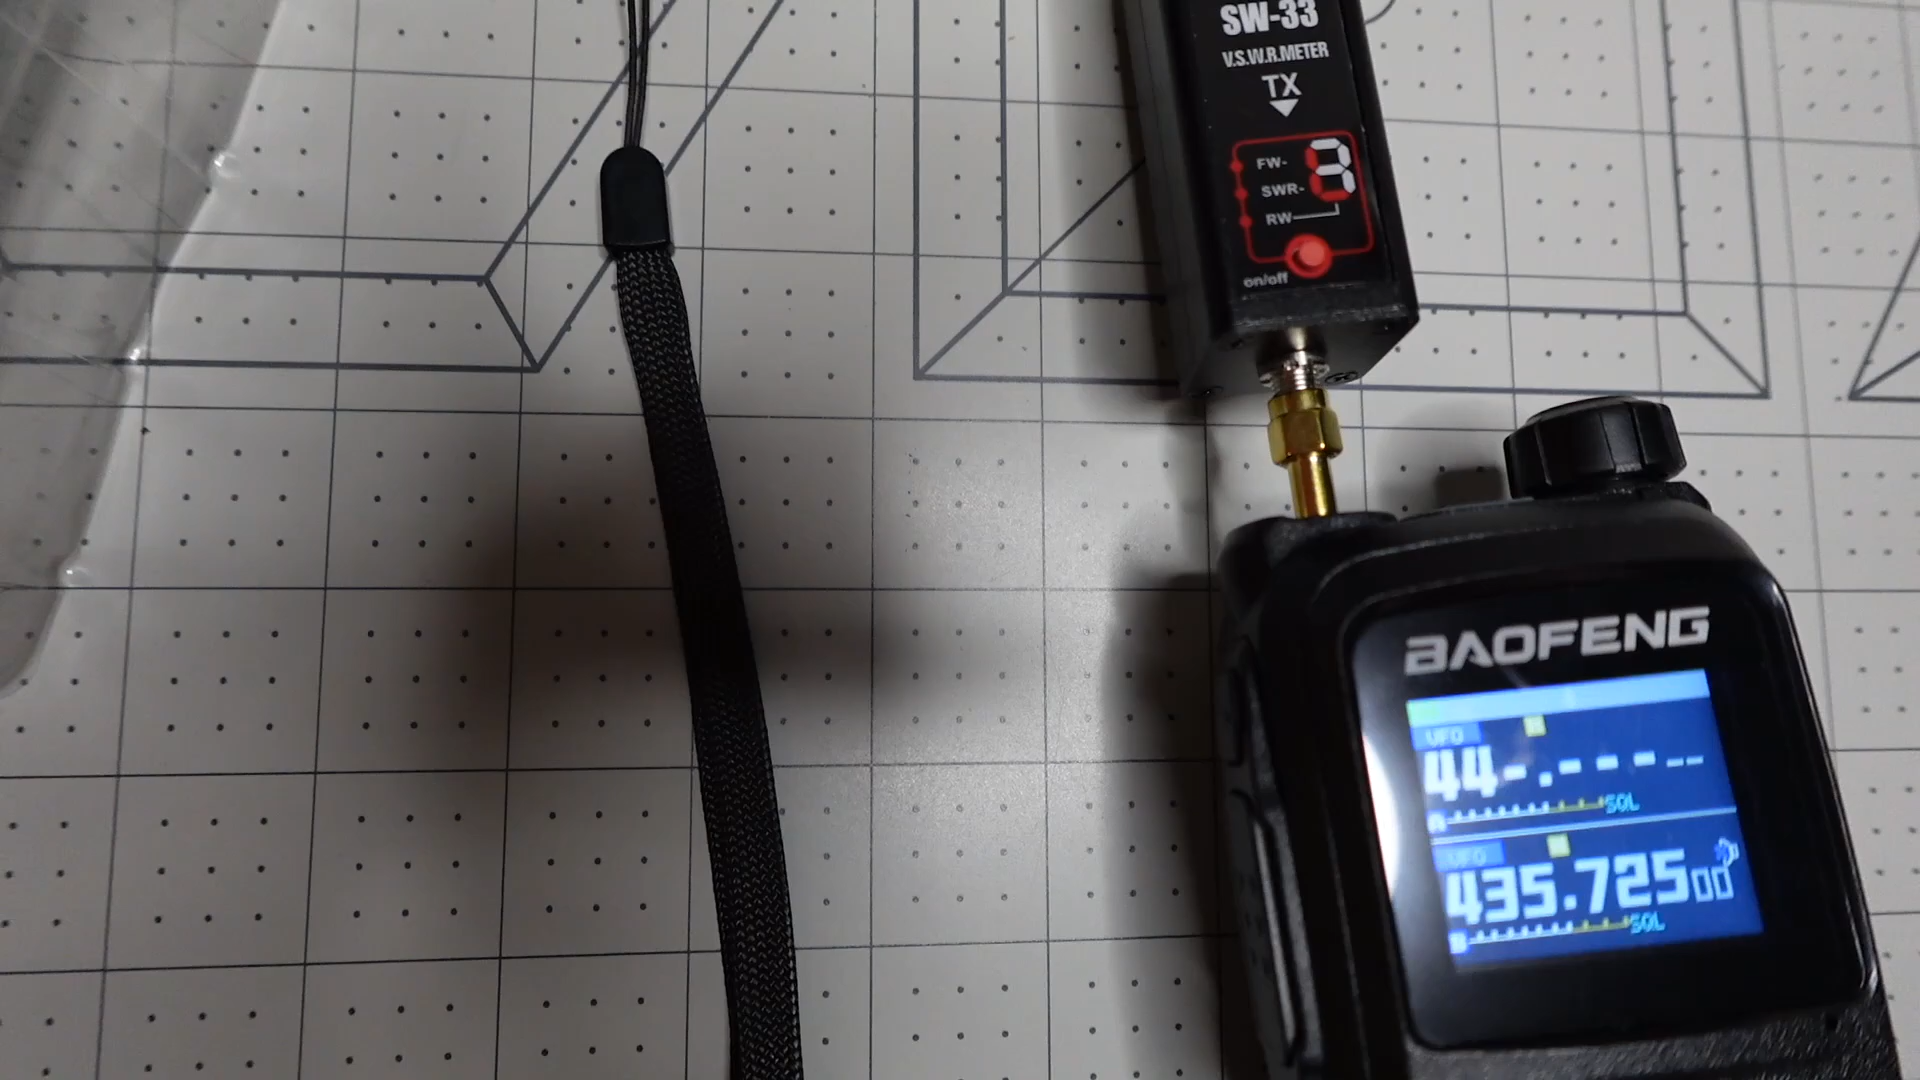 SW-33
V.S.W.R.METER
TX
FW-
SWR-
RW
on/off
BAOFENG
VFO
44-.-----
A SQL
VFO
435.72500
B SQL